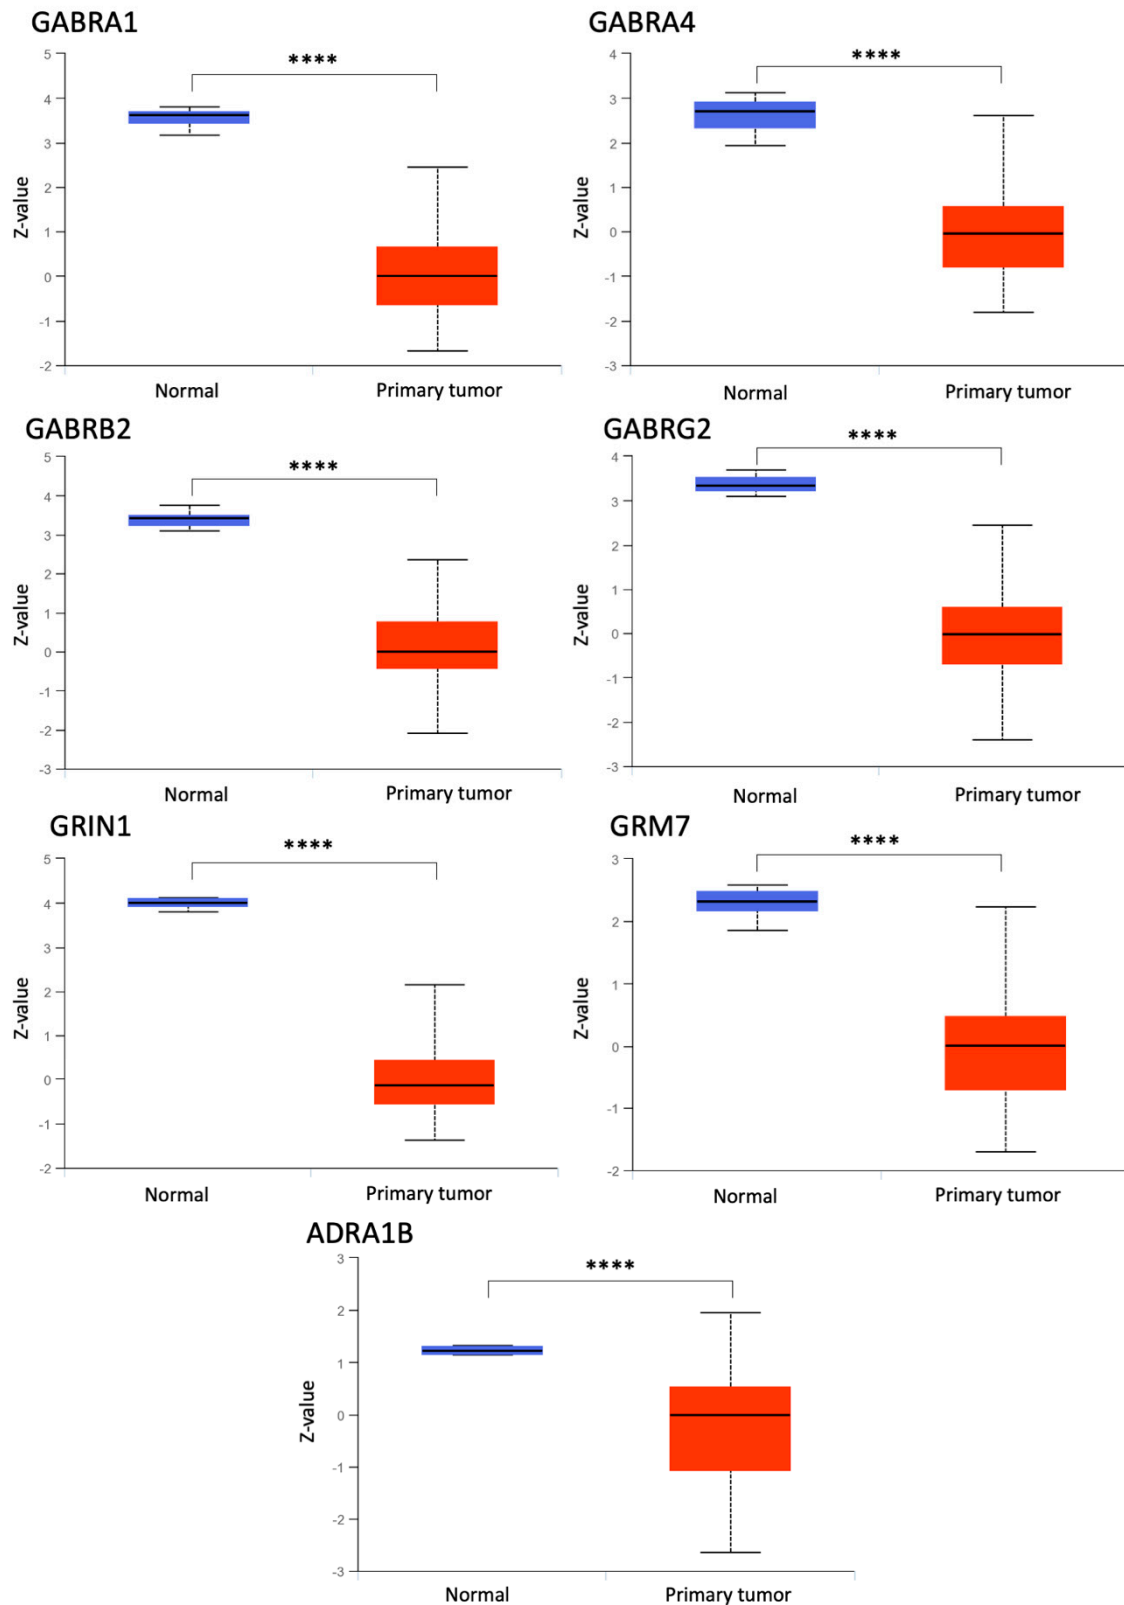 GABRA1
****
5
4
3
2
1
0
-1
-2
Z-value
Normal
Primary tumor
GABRA4
****
4
3
2
1
0
-1
-2
-3
Z-value
Normal
Primary tumor
GABRB2
****
5
4
3
2
1
0
-1
-2
-3
Z-value
Normal
Primary tumor
GABRG2
****
4
3
2
1
0
-1
-2
-3
Z-value
Normal
Primary tumor
GRIN1
****
5
4
3
2
1
0
-1
-2
Z-value
Normal
Primary tumor
GRM7
****
3
2
1
0
-1
-2
Z-value
Normal
Primary tumor
ADRA1B
****
3
2
1
0
-1
-2
-3
Z-value
Normal
Primary tumor